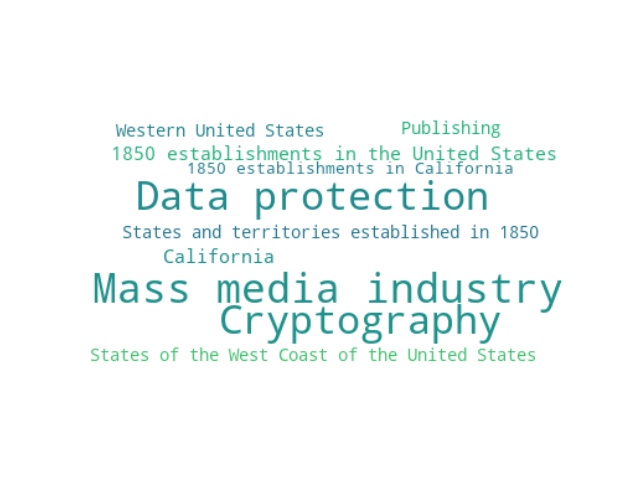 Western United States
Publishing
1850 establishments in the United States
1850 establishments in California
Data protection
States and territories established in 1850
California
Mass media industry
Cryptography
States of the West Coast of the United States